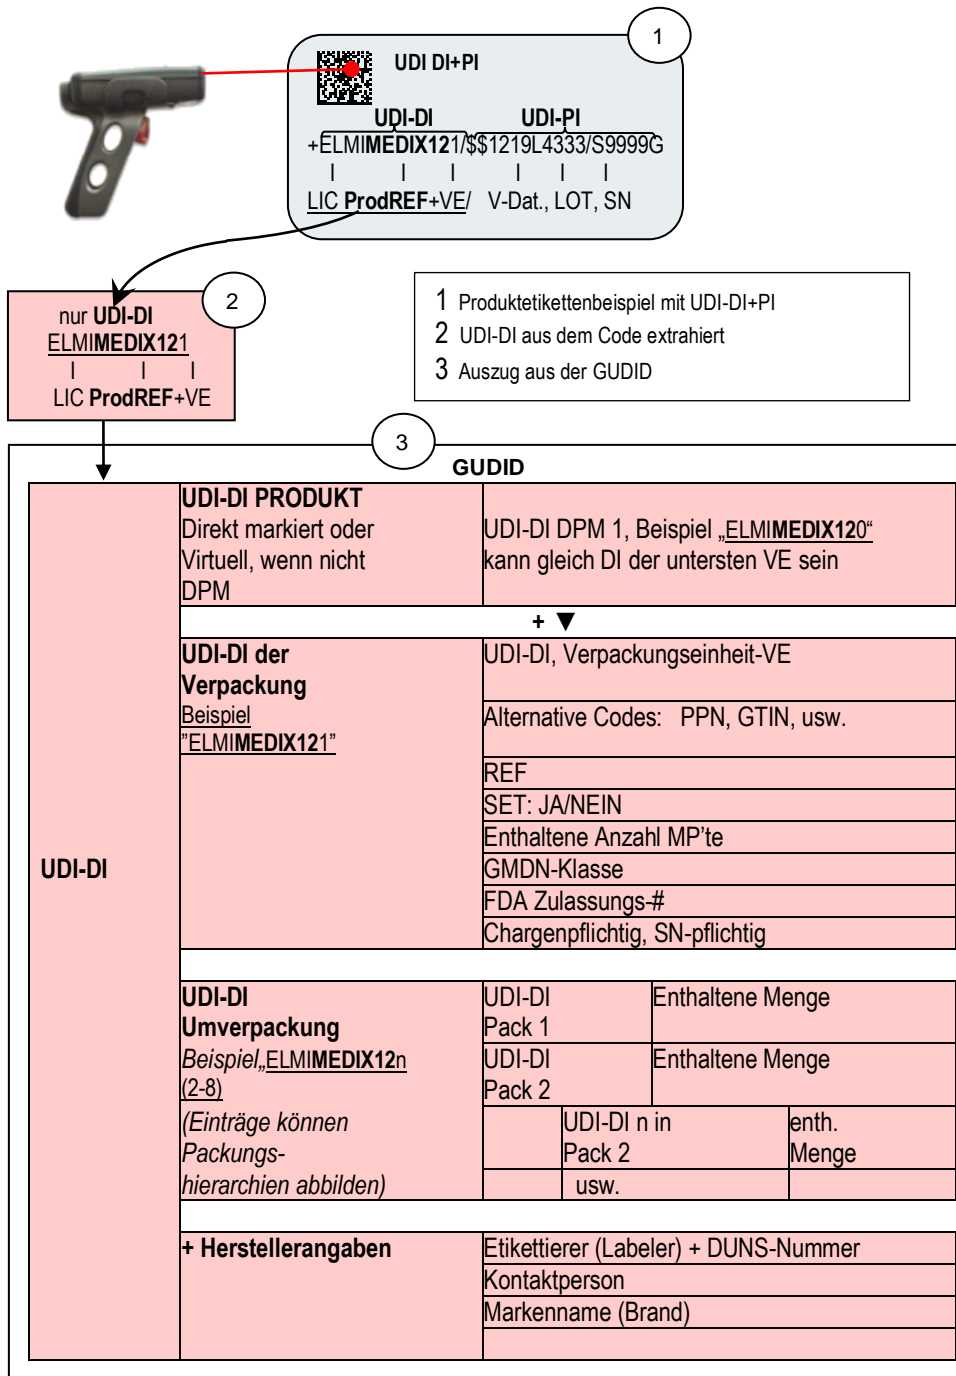 1
UDI DI+PI
UDI-DI UDI-PI
+ELMIMEDIX121/$$1219L4333/S9999G
| | | | | |
LIC ProdREF+VE/ V-Dat., LOT, SN
2
nur UDI-DI
ELMIMEDIX121
| | |
LIC ProdREF+VE
1 Produktetikettenbeispiel mit UDI-DI+PI
2 UDI-DI aus dem Code extrahiert
3 Auszug aus der GUDID
3
GUDID
UDI-DI
UDI-DI PRODUKT
Direkt markiert oder
Virtuell, wenn nicht
DPM
UDI-DI DPM 1, Beispiel „ELMIMEDIX120“
kann gleich DI der untersten VE sein
+ ▼
UDI-DI der
Verpackung
Beispiel
”ELMIMEDIX121”
UDI-DI, Verpackungseinheit-VE
Alternative Codes: PPN, GTIN, usw.
REF
SET: JA/NEIN
Enthaltene Anzahl MP’te
GMDN-Klasse
FDA Zulassungs-#
Chargenpflichtig, SN-pflichtig
UDI-DI
Umverpackung
Beispiel„ELMIMEDIX12n
(2-8)
(Einträge können
Packungs-
hierarchien abbilden)
UDI-DI
Pack 1
Enthaltene Menge
UDI-DI
Pack 2
Enthaltene Menge
UDI-DI n in
Pack 2
enth.
Menge
usw.
+ Herstellerangaben
Etikettierer (Labeler) + DUNS-Nummer
Kontaktperson
Markenname (Brand)